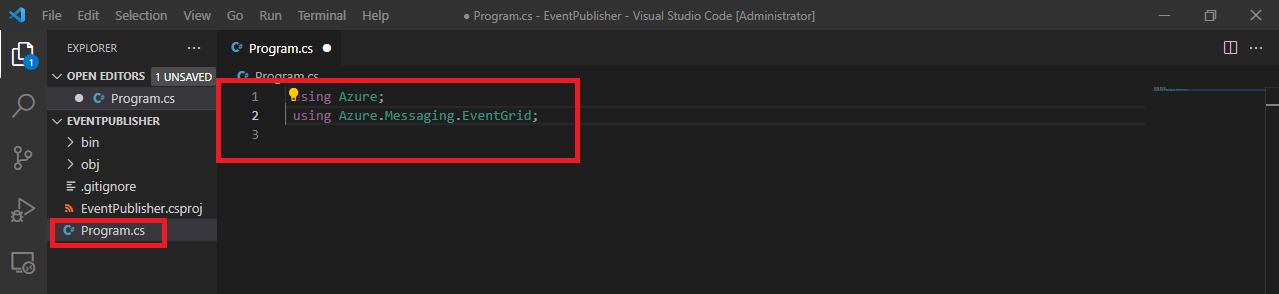 File Edit Selection View Go Run Terminal Help ● Program.cs - EventPublisher - Visual Studio Code [Administrator]
EXPLORER ···
C# Program.cs ●
OPEN EDITORS 1 UNSAVED
● C# Program.cs
EVENTPUBLISHER
bin
obj
.gitignore
EventPublisher.csproj
C# Program.cs
1
C# Program.cs
1 using Azure;
2 using Azure.Messaging.EventGrid;
3